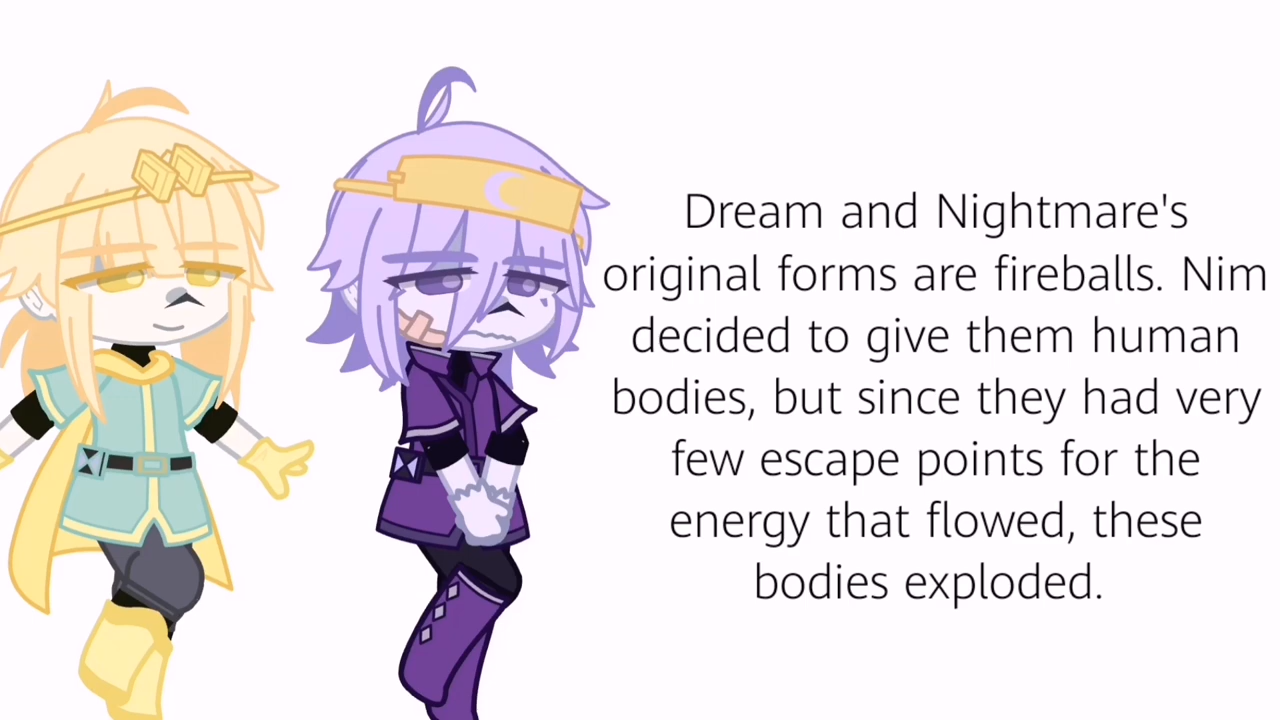 Dream and Nightmare's
original forms are fireballs. Nim
decided to give them human
bodies, but since they had very
few escape points for the
energy that flowed, these
bodies exploded.